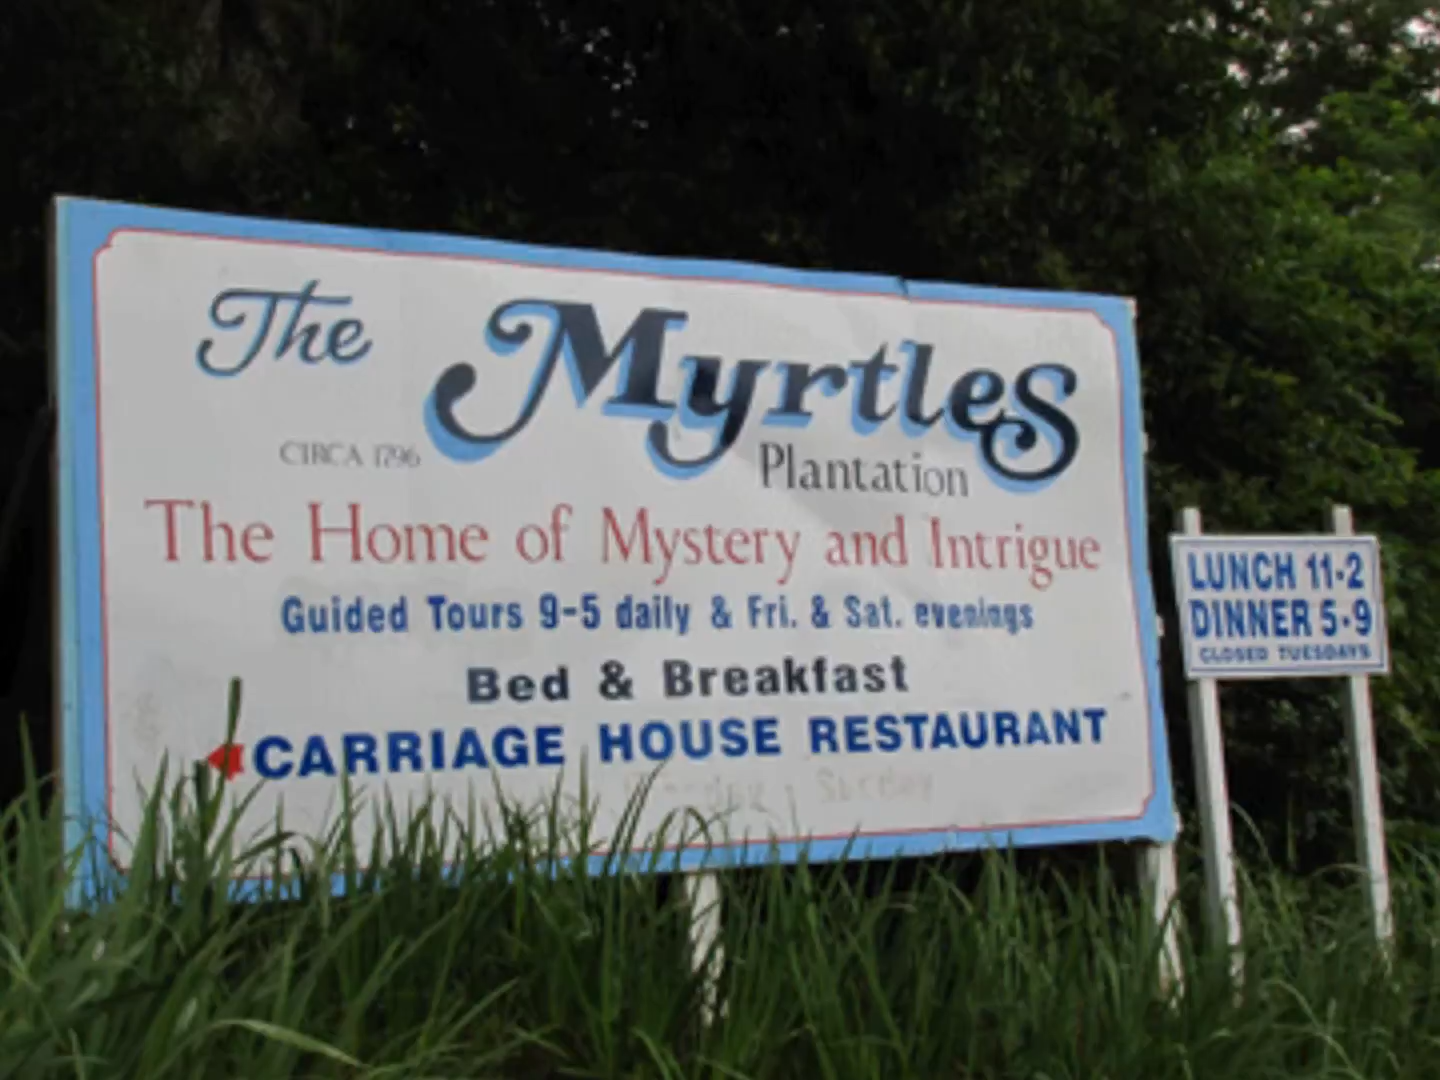 The Myrtles
CIRCA 1796
Plantation
The Home of Mystery and Intrigue
Guided Tours 9-5 daily & Fri. & Sat. evenings
Bed & Breakfast
CARRIAGE HOUSE RESTAURANT
LUNCH 11-2
DINNER 5-9
CLOSED TUESDAYS